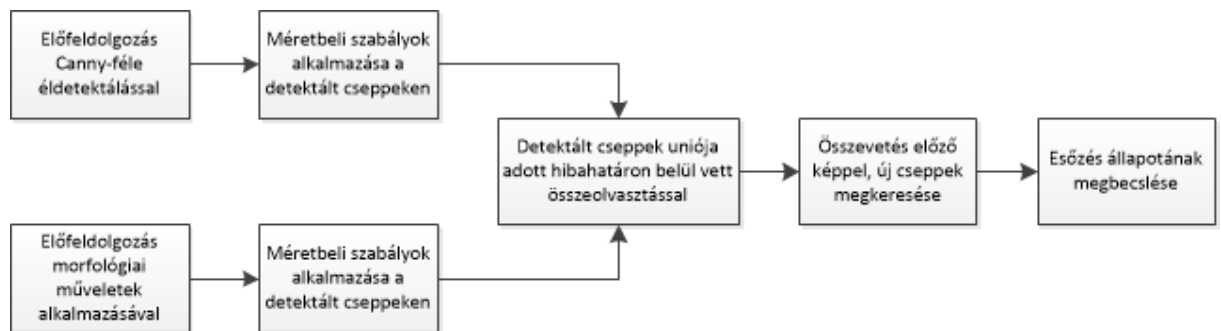 Előfeldolgozás
Canny-féle
éldetektálással
Méretbeli szabályok
alkalmazása a
detektált cseppeken
Detektált cseppek uniója
adott hibahatáron belül vett
összeolvasztással
Összevetés előző
képpel, új cseppek
megkeresése
Esőzés állapotának
megbecslése
Előfeldolgozás
morfológiai
műveletek
alkalmazásával
Méretbeli szabályok
alkalmazása a
detektált cseppeken